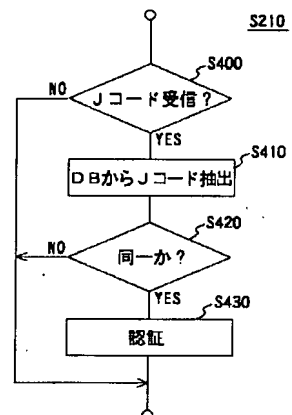 S210
S400
NO
Jコード受信?
YES
S410
DBからJコード抽出
S420
NO
同一か?
YES
S430
認証